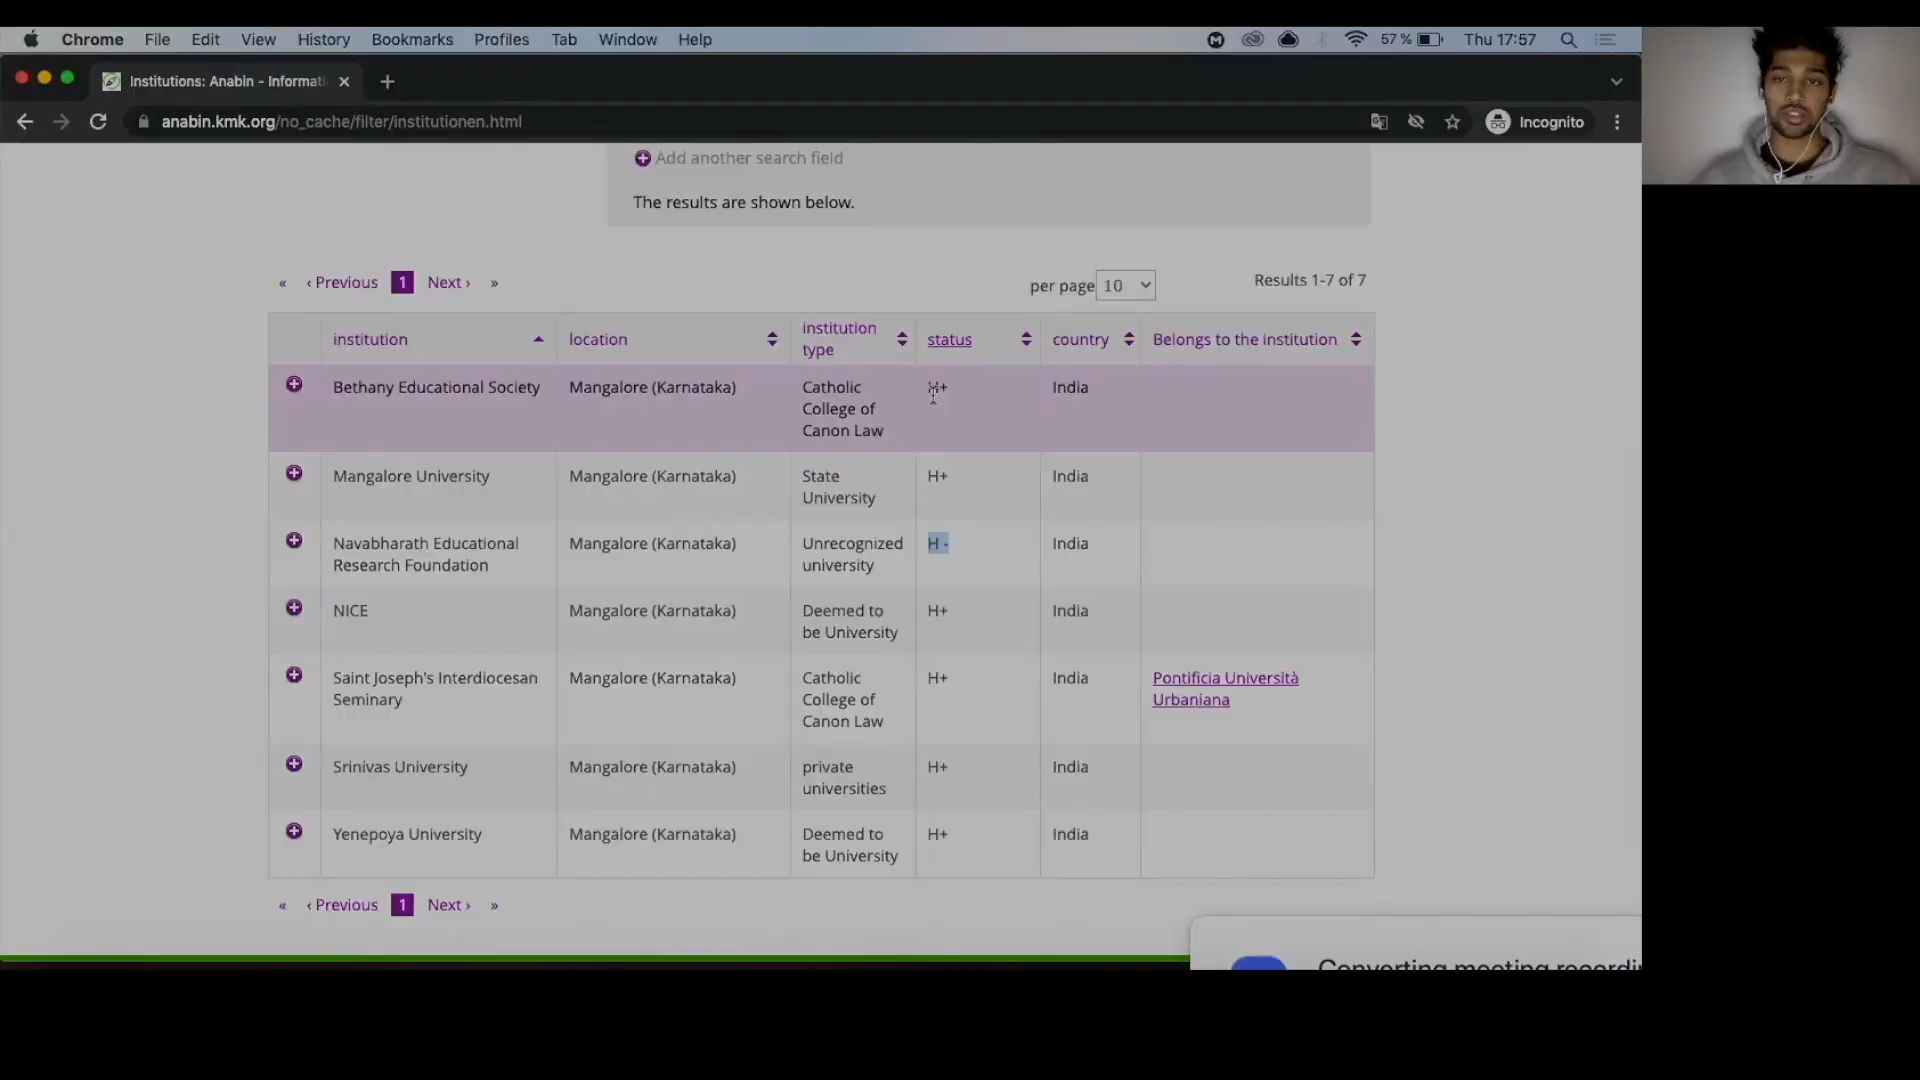 Chrome File Edit View History Bookmarks Profiles Tab Window Help 57 % Thu 17:57
Institutions: Anabin - Informati
anabin.kmk.org/no_cache/filter/institutionen.html Incognito
Add another search field
The results are shown below.
« ‹ Previous 1 Next › » per page 10 Results 1-7 of 7
institution location institution type status country Belongs to the institution
Bethany Educational Society Mangalore (Karnataka) Catholic H+ India
College of
Canon Law
Mangalore University Mangalore (Karnataka) State H+ India
University
Navabharath Educational Mangalore (Karnataka) Unrecognized H - India
Research Foundation university
NICE Mangalore (Karnataka) Deemed to H+ India
be University
Saint Joseph's Interdiocesan Mangalore (Karnataka) Catholic H+ India Pontificia Università
Seminary College of Urbaniana
Canon Law
Srinivas University Mangalore (Karnataka) private H+ India
universities
Yenepoya University Mangalore (Karnataka) Deemed to H+ India
be University
« ‹ Previous 1 Next › »
Converting meeting recordi